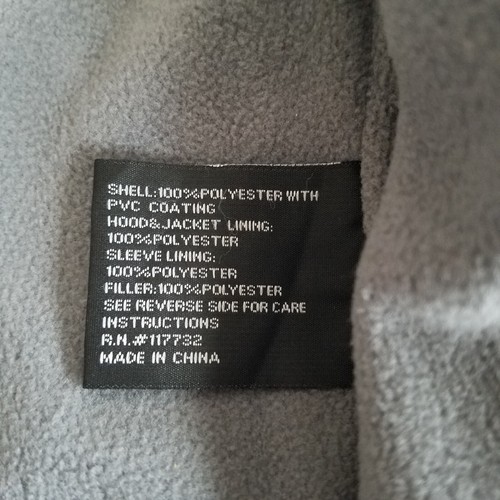 SHELL:100%POLYESTER WITH
PVC COATING
HOOD&JACKET LINING:
100%POLYESTER
SLEEVE LINING:
100%POLYESTER
FILLER:100%POLYESTER
SEE REVERSE SIDE FOR CARE
INSTRUCTIONS
R.N.#117732
MADE IN CHINA